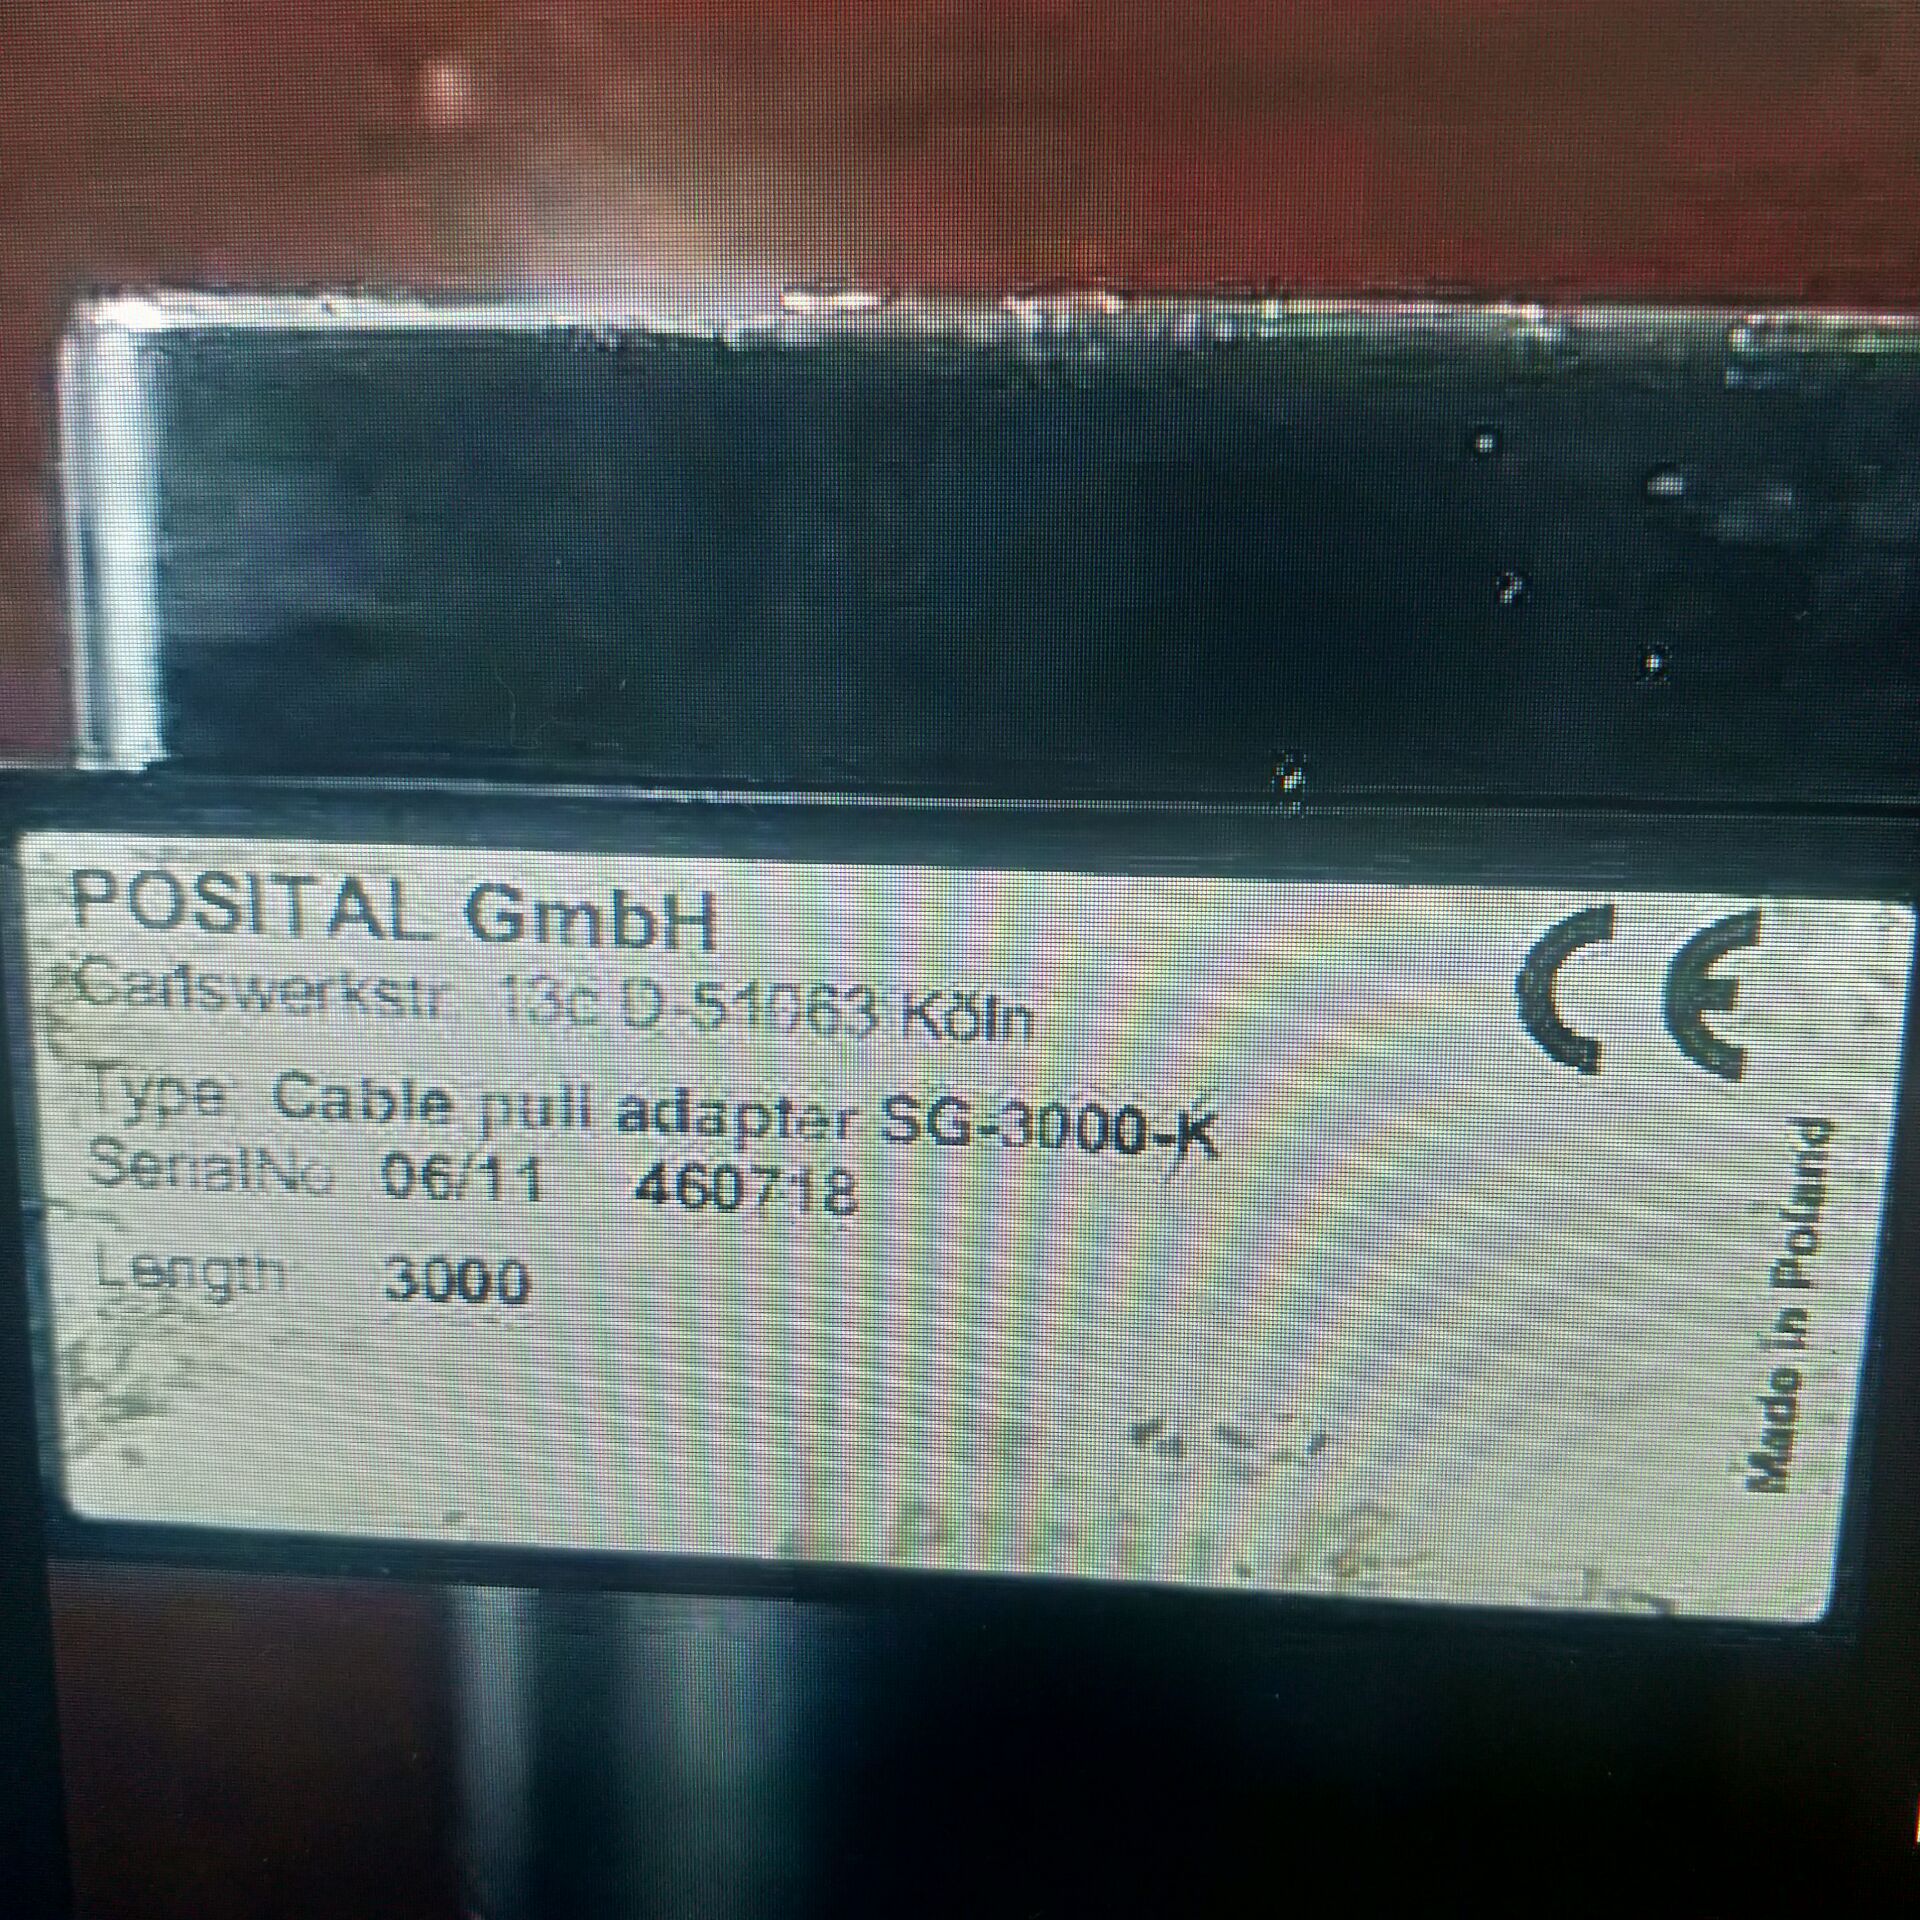 POSITAL GmbH
Carlswerkstr. 13c D-51063 Köln
Type: Cable pull adapter SG-3000-K
SerialNo 06/11 460718
Length: 3000
CE
Made in Poland